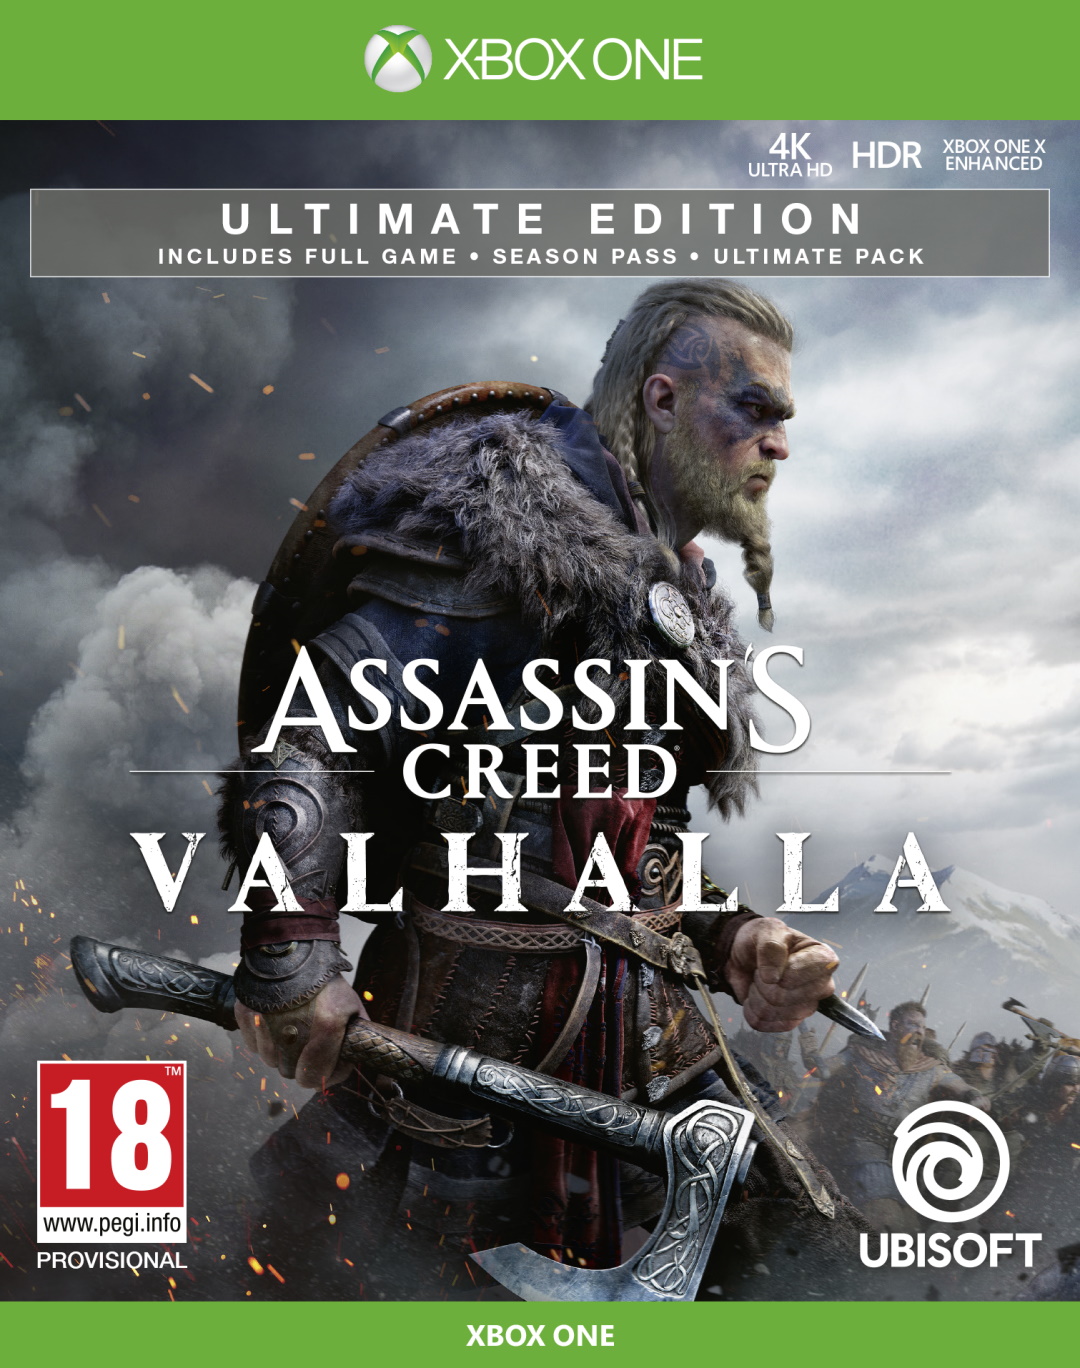 XBOX ONE
4K
ULTRA HD
HDR
XBOX ONE X
ENHANCED
ULTIMATE EDITION
INCLUDES FULL GAME • SEASON PASS • ULTIMATE PACK
ASSASSIN'S
CREED®
VALHALLA
18™
www.pegi.info
PROVISIONAL
UBISOFT
XBOX ONE